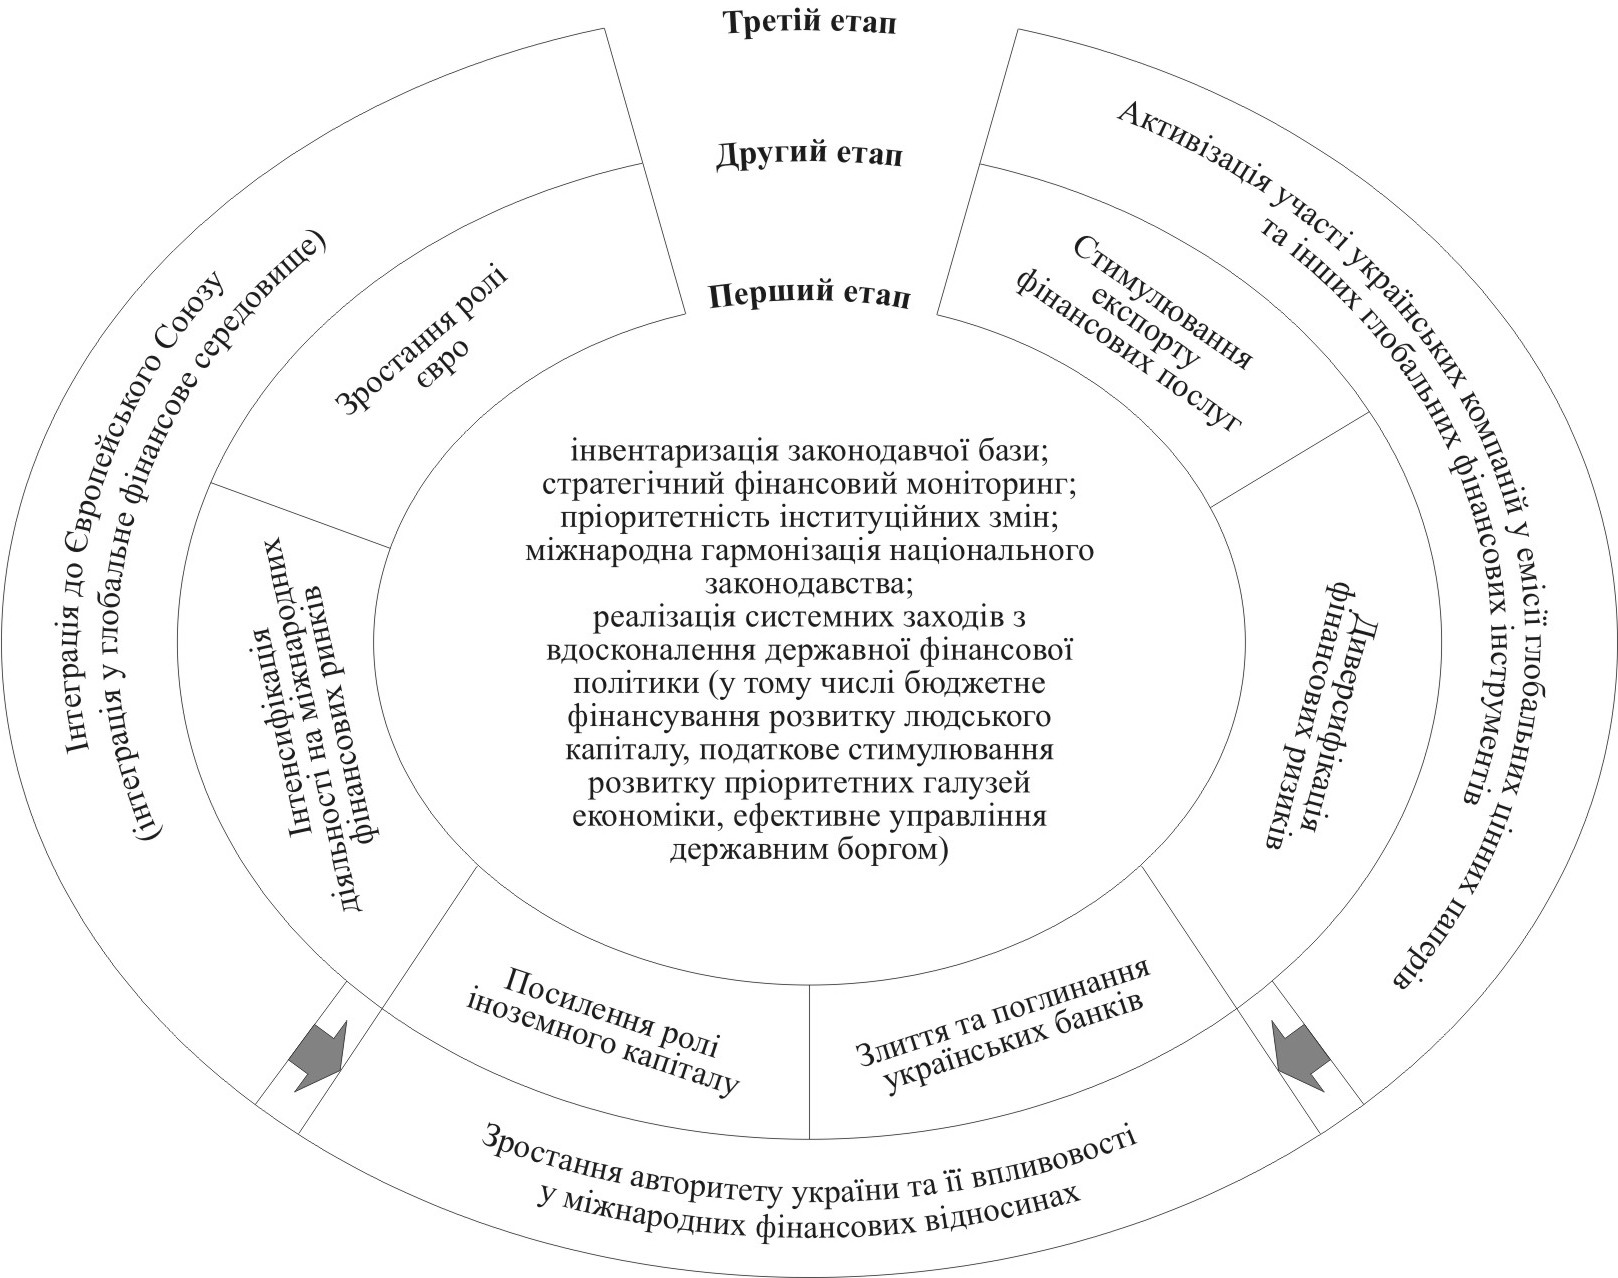 Третій етап
Другий етап
Перший етап
Інтеграція до Європейського Союзу
(інтеграція у глобальне фінансове середовище)
Активізація участі українських компаній у емісії глобальних цінних паперів
та інших глобальних фінансових інструментів
Зростання ролі
євро
Стимулювання
експорту
фінансових послуг
інвентаризація законодавчої бази;
стратегічний фінансовий моніторинг;
пріоритетність інституційних змін;
міжнародна гармонізація національного
законодавства;
реалізація системних заходів з
вдосконалення державної фінансової
політики (у тому числі бюджетне
фінансування розвитку людського
капіталу, податкове стимулювання
розвитку пріоритетних галузей
економіки, ефективне управління
державним боргом)
Інтенсифікація
діяльності на міжнародних
фінансових ринків
Диверсифікація
фінансових ризиків
Посилення ролі
іноземного капіталу
Злиття та поглинання
українських банків
Зростання авторитету україни та її впливовості
у міжнародних фінансових відносинах